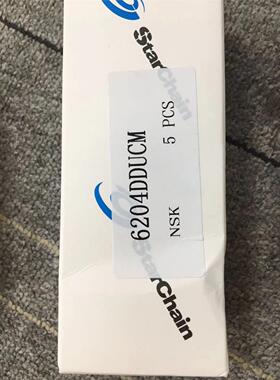 StarChain
6204DDUCM
5 PCS
NSK
StarChain